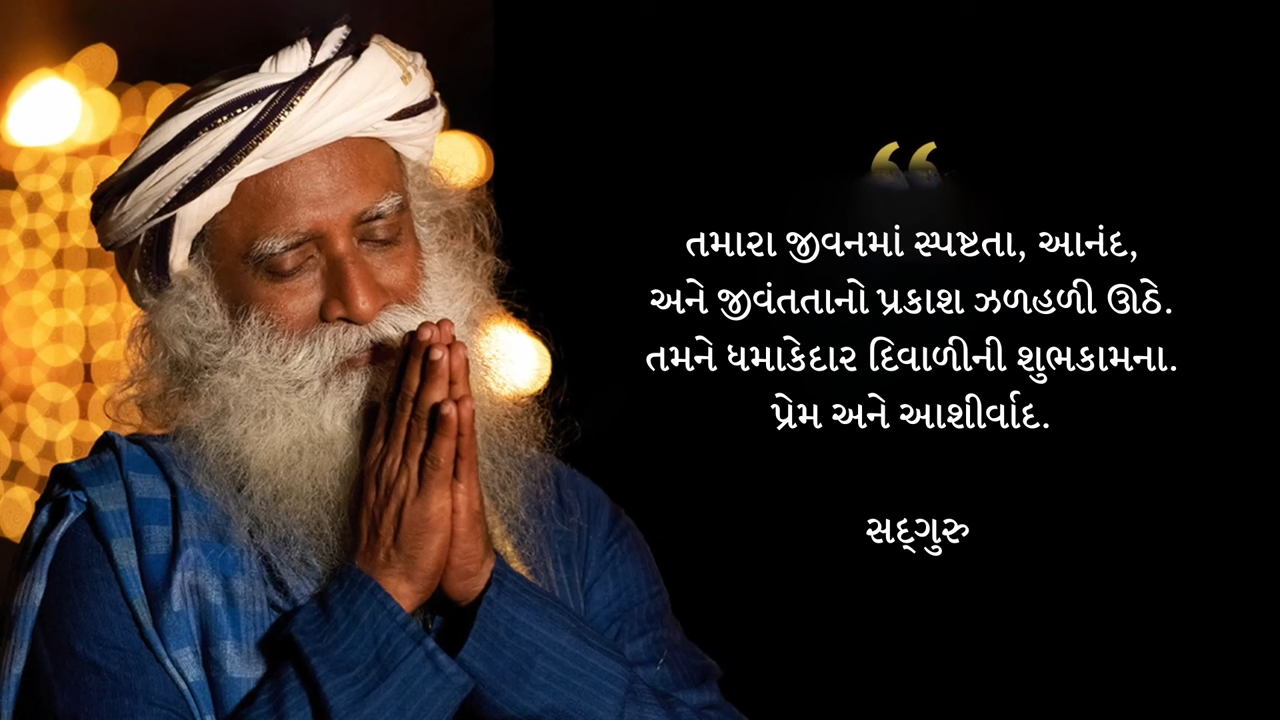 “
તમારા જીવનમાં સ્પષ્ટતા, આનંદ,
અને જીવંતતાનો પ્રકાશ ઝળહળી ઊઠે.
તમને ધમાકેદાર દિવાળીની શુભકામના.
પ્રેમ અને આશીર્વાદ.
સદ્‌ગુરુ